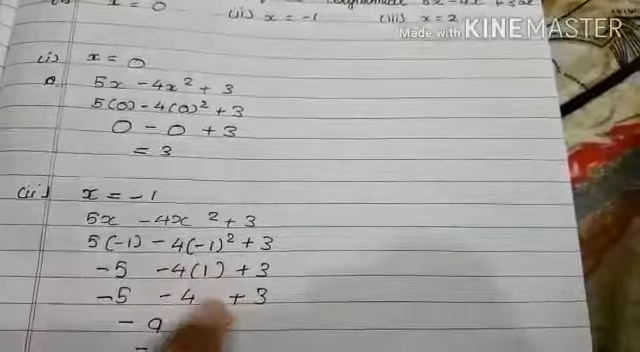 x = 0
(ii) x = -1 (iii) x = 2
Made with KINEMASTER
(i) x = 0
5x - 4x² + 3
5(0) - 4(0)² + 3
0 - 0 + 3
= 3
(ii) x = -1
5x - 4x² + 3
5(-1) - 4(-1)² + 3
-5 -4(1) + 3
-5 -4 + 3
-9